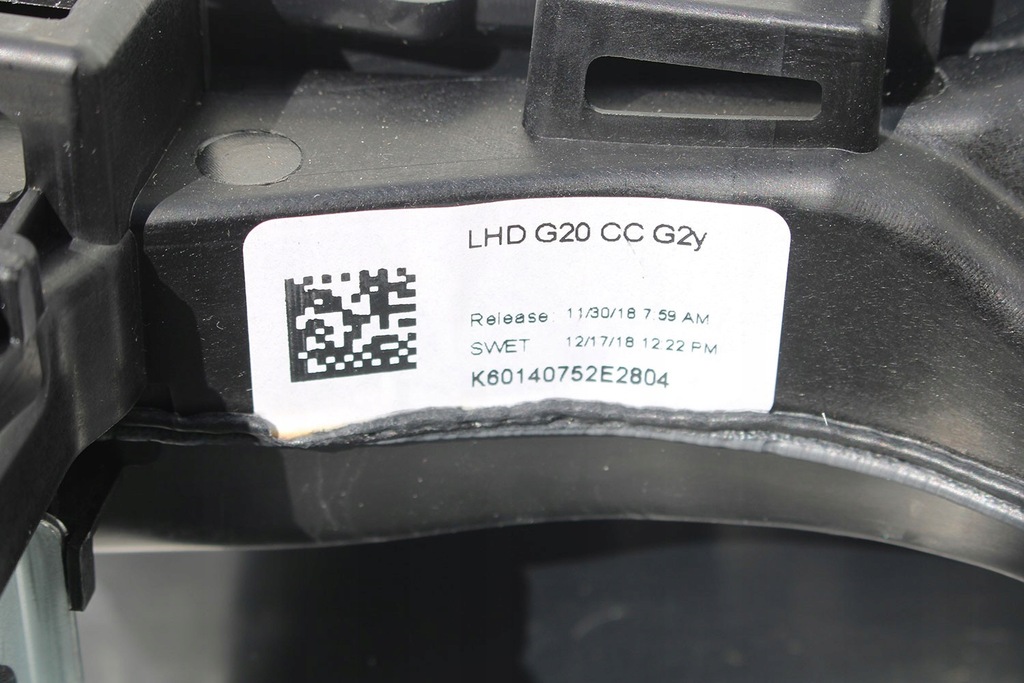 LHD G20 CC G2y
Release: 11/30/18 7:59 AM
SWET 12/17/18 12:22 PM
K60140752E2804